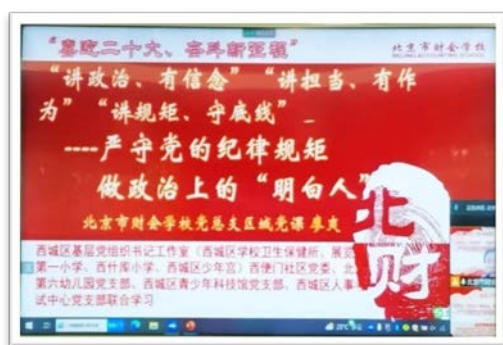 “喜迎二十大、奋斗新征程”
北京市财会学校
BEIJING ACCOUNTING SCHOOL
“讲政治、有信念” “讲担当、有作
为” “讲规矩、守底线”
----严守党的纪律规矩
做政治上的“明白人”
北京市财会学校党总支区域党课 廖爽
北
财
西城区基层党组织书记工作室（西城区学校卫生保健所、展览
第一小学、西什库小学、西城区少年宫）西便门社区党委、北
第六幼儿园党支部、西城区青少年科技馆党支部、西城区人事
试中心党支部联合学习
20°C